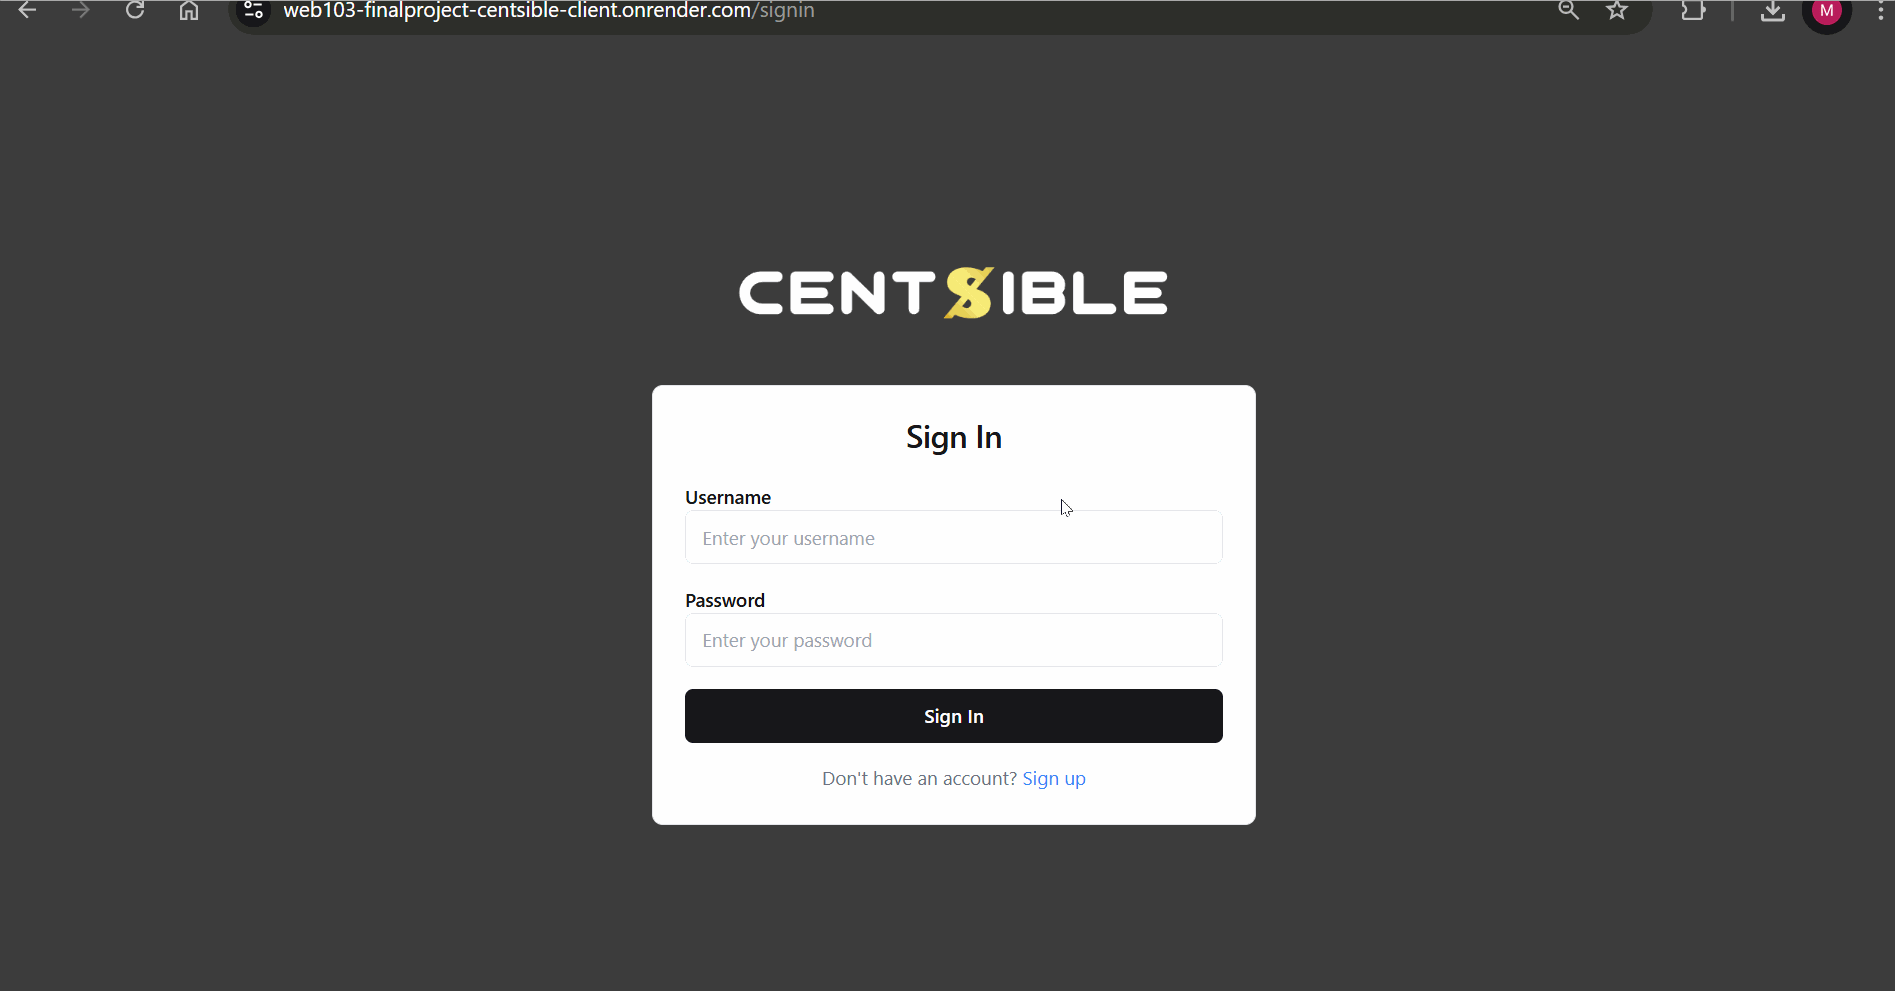 web103-finalproject-centsible-client.onrender.com/signin
M
CENTSIBLE
Sign In
Username
Enter your username
Password
Enter your password
Sign In
Don't have an account? Sign up